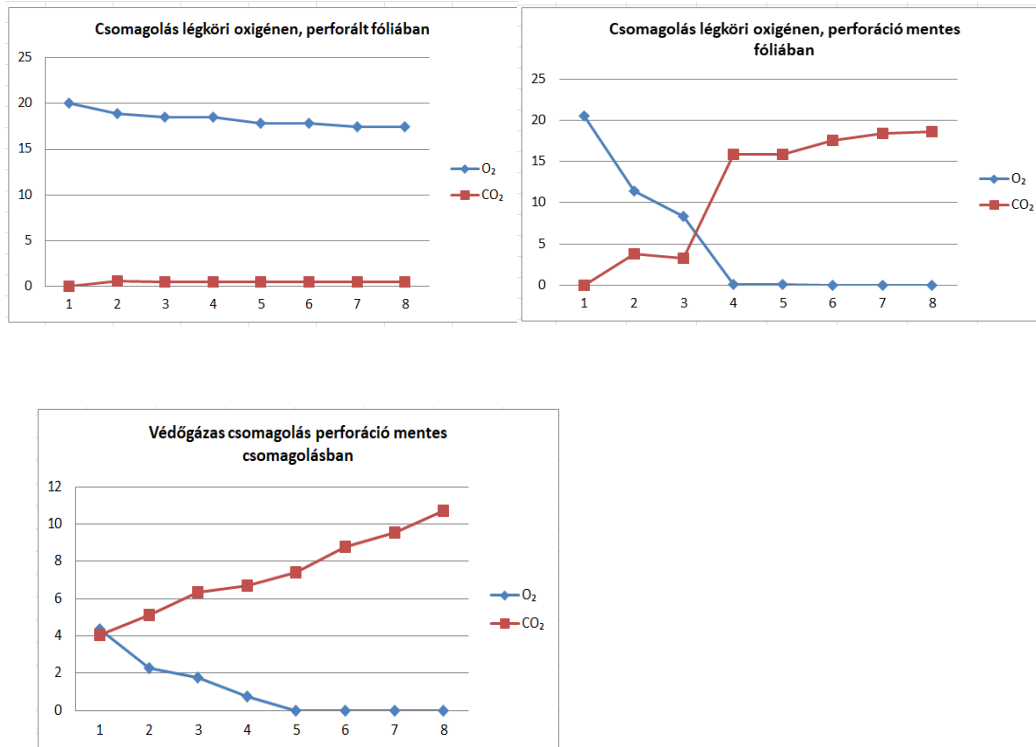 Csomagolás légköri oxigénen, perforált fóliában
25
20
15
10
5
0
1 2 3 4 5 6 7 8
O₂
CO₂
Csomagolás légköri oxigénen, perforáció mentes
fóliában
25
20
15
10
5
0
1 2 3 4 5 6 7 8
O₂
CO₂
Védőgázas csomagolás perforáció mentes
csomagolásban
12
10
8
6
4
2
0
1 2 3 4 5 6 7 8
O₂
CO₂